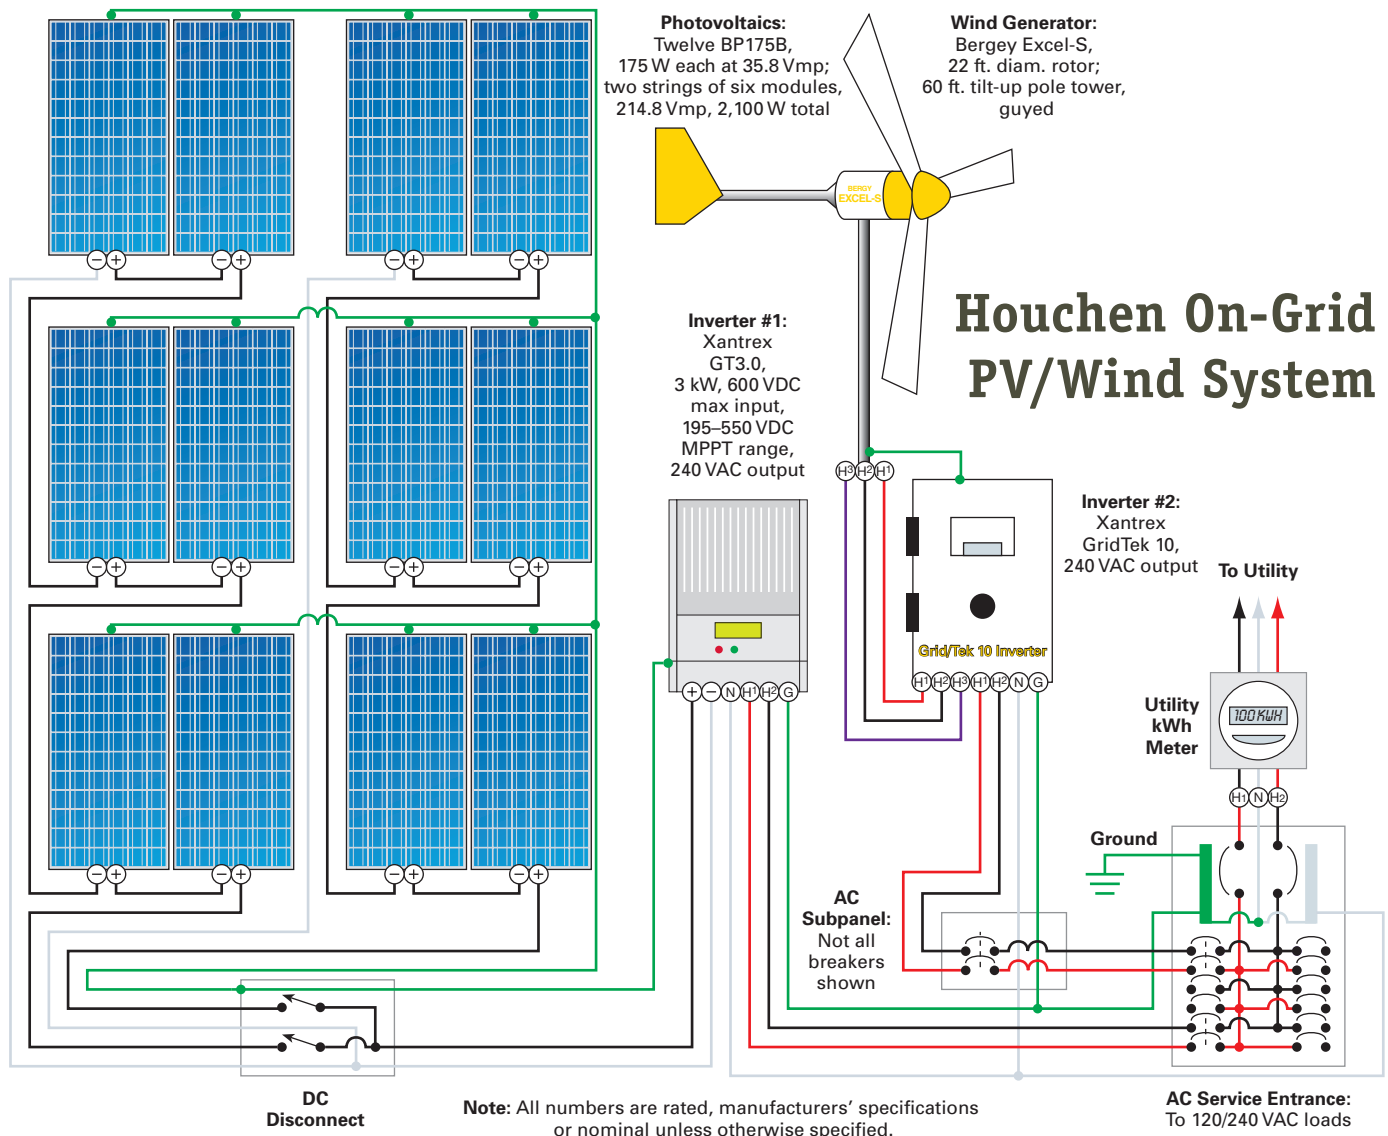 Photovoltaics:
Twelve BP175B,
175 W each at 35.8 Vmp;
two strings of six modules,
214.8 Vmp, 2,100 W total
Wind Generator:
Bergey Excel-S,
22 ft. diam. rotor;
60 ft. tilt-up pole tower,
guyed
BERGY
EXCEL-S
Houchen On-Grid
PV/Wind System
Inverter #1:
Xantrex
GT3.0,
3 kW, 600 VDC
max input,
195–550 VDC
MPPT range,
240 VAC output
H3 H2 H1
Inverter #2:
Xantrex
GridTek 10,
240 VAC output
Grid/Tek 10 Inverter
H1 H2 H3 H1 H2 N G
+ − N H1 H2 G
− + − + − + − +
− + − + − + − +
− + − + − + − +
To Utility
Utility
kWh
Meter
100 KWH
H1 N H2
Ground
AC
Subpanel:
Not all
breakers
shown
DC
Disconnect
Note: All numbers are rated, manufacturers’ specifications
or nominal unless otherwise specified.
AC Service Entrance:
To 120/240 VAC loads